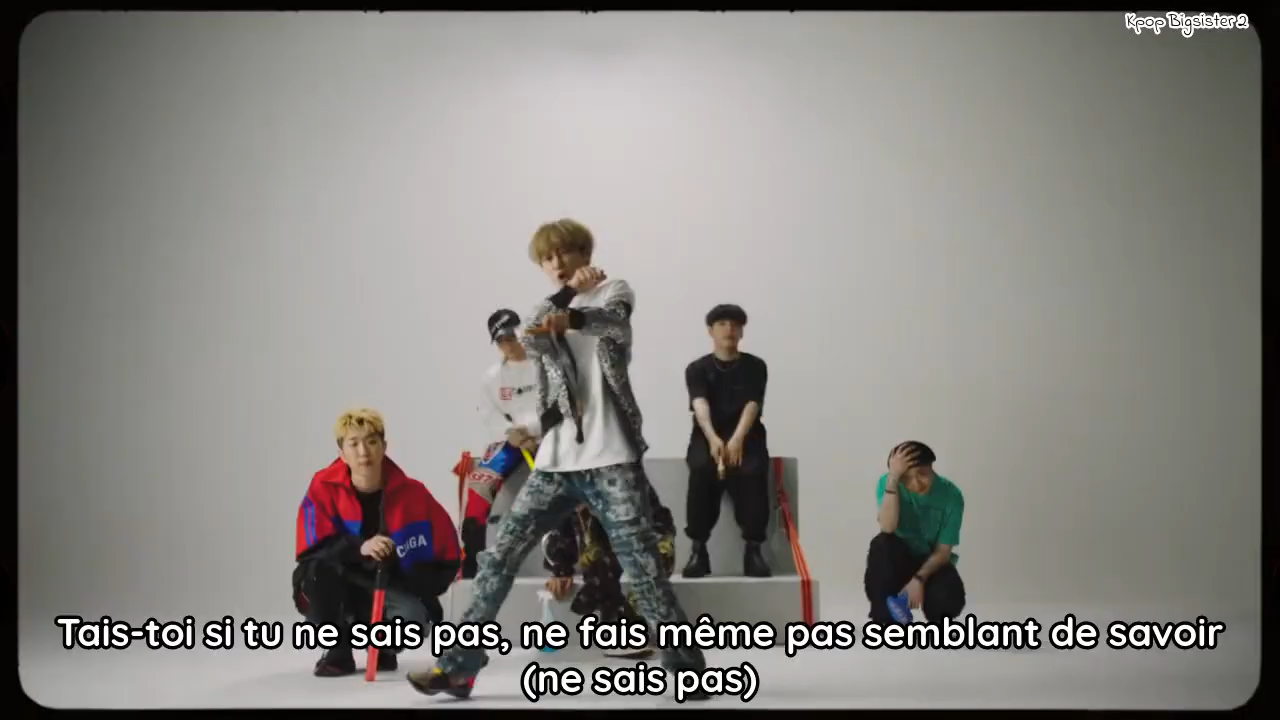 Kpop Bigsister 2
Tais-toi si tu ne sais pas, ne fais même pas semblant de savoir
(ne sais pas)